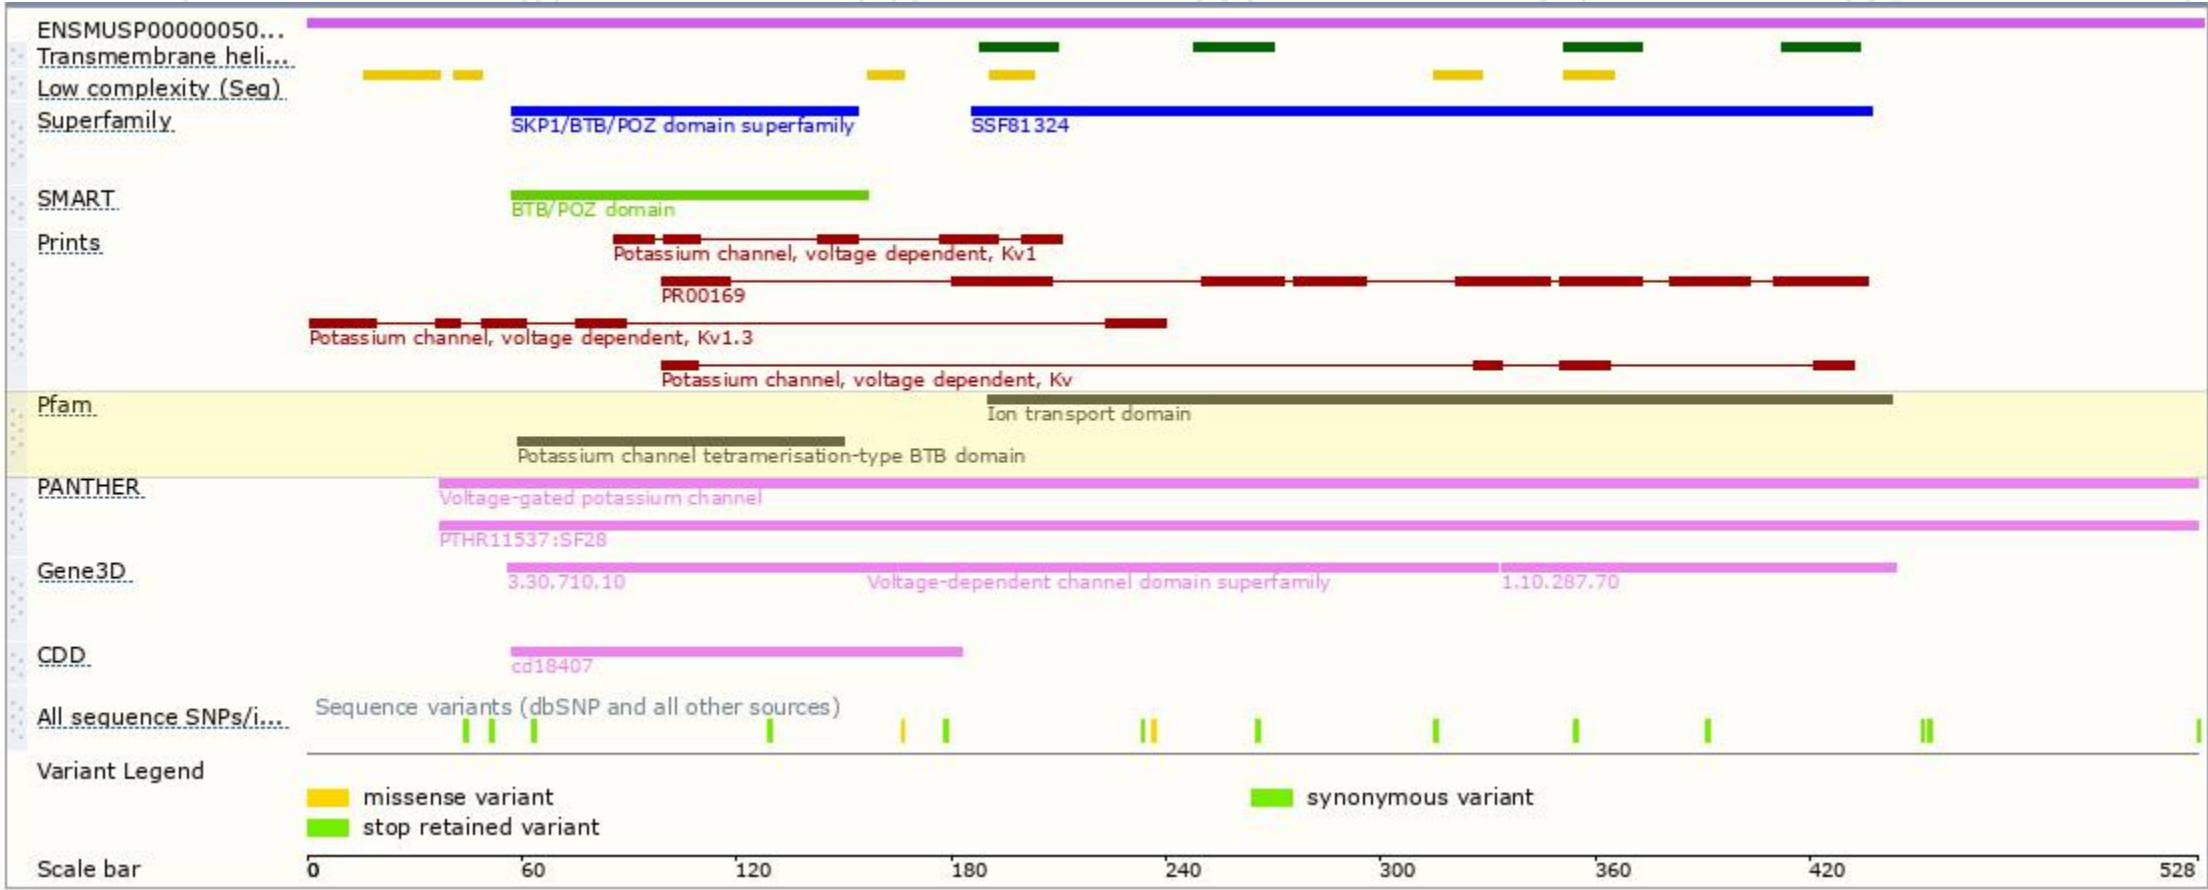 ENSMUSP00000050...
Transmembrane heli...
Low complexity (Seg)
Superfamily
SKP1/BTB/POZ domain superfamily
SSF81324
SMART
BTB/POZ domain
Prints
Potassium channel, voltage dependent, Kv1
PR00169
Potassium channel, voltage dependent, Kv1.3
Potassium channel, voltage dependent, Kv
Pfam
Ion transport domain
Potassium channel tetramerisation-type BTB domain
PANTHER
Voltage-gated potassium channel
PTHR11537:SF28
Gene3D
3.30.710.10 Voltage-dependent channel domain superfamily 1.10.287.70
CDD
cd18407
Sequence variants (dbSNP and all other sources)
All sequence SNPs/i...
Variant Legend
missense variant synonymous variant
stop retained variant
Scale bar 0 60 120 180 240 300 360 420 528